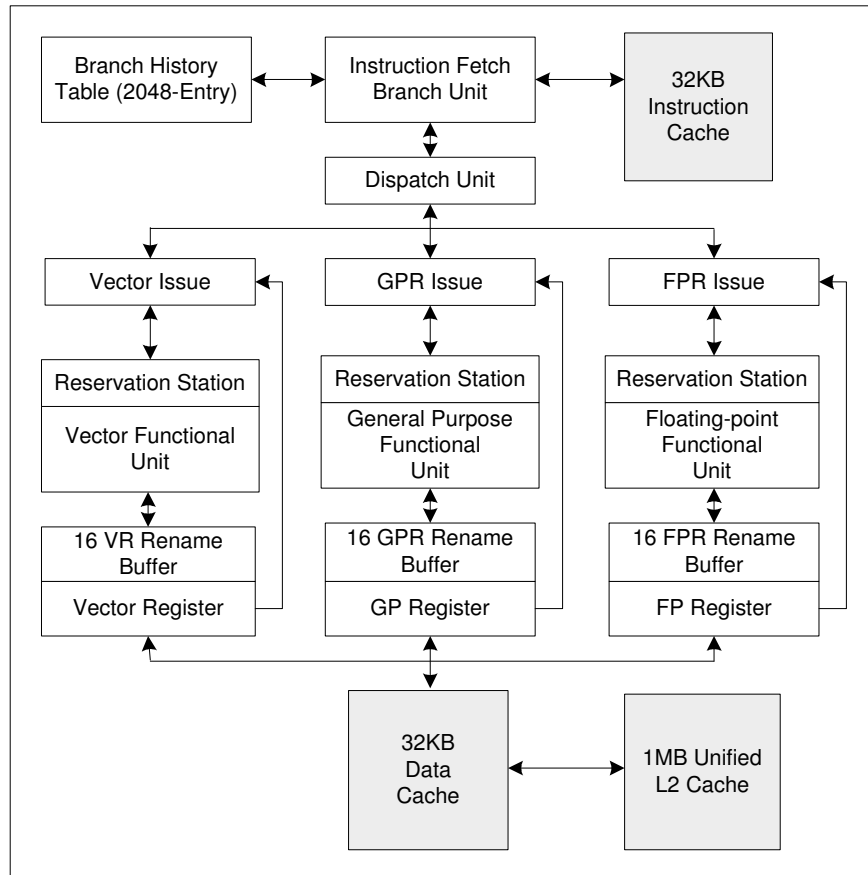 Branch History
Table (2048-Entry)
Instruction Fetch
Branch Unit
32KB
Instruction
Cache
Dispatch Unit
Vector Issue
GPR Issue
FPR Issue
Reservation Station
Vector Functional
Unit
Reservation Station
General Purpose
Functional
Unit
Reservation Station
Floating-point
Functional
Unit
16 VR Rename
Buffer
Vector Register
16 GPR Rename
Buffer
GP Register
16 FPR Rename
Buffer
FP Register
32KB
Data
Cache
1MB Unified
L2 Cache